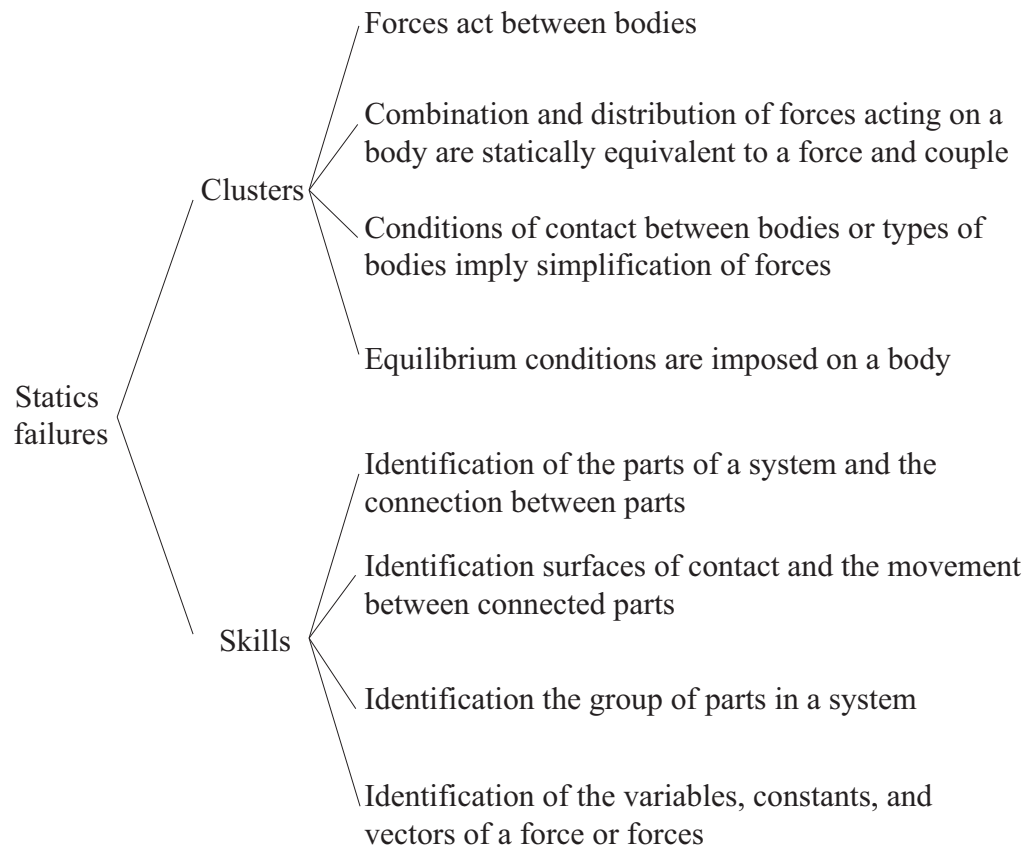 Statics
failures
Clusters
Forces act between bodies
Combination and distribution of forces acting on a
body are statically equivalent to a force and couple
Conditions of contact between bodies or types of
bodies imply simplification of forces
Equilibrium conditions are imposed on a body
Skills
Identification of the parts of a system and the
connection between parts
Identification surfaces of contact and the movement
between connected parts
Identification the group of parts in a system
Identification of the variables, constants, and
vectors of a force or forces